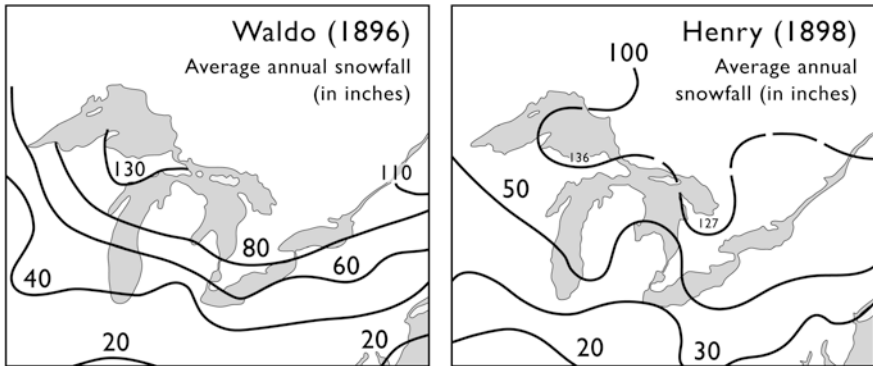 Waldo (1896)
Average annual snowfall
(in inches)
130
110
80
60
40
20
20
Henry (1898)
Average annual
snowfall (in inches)
100
136
50
127
20
30